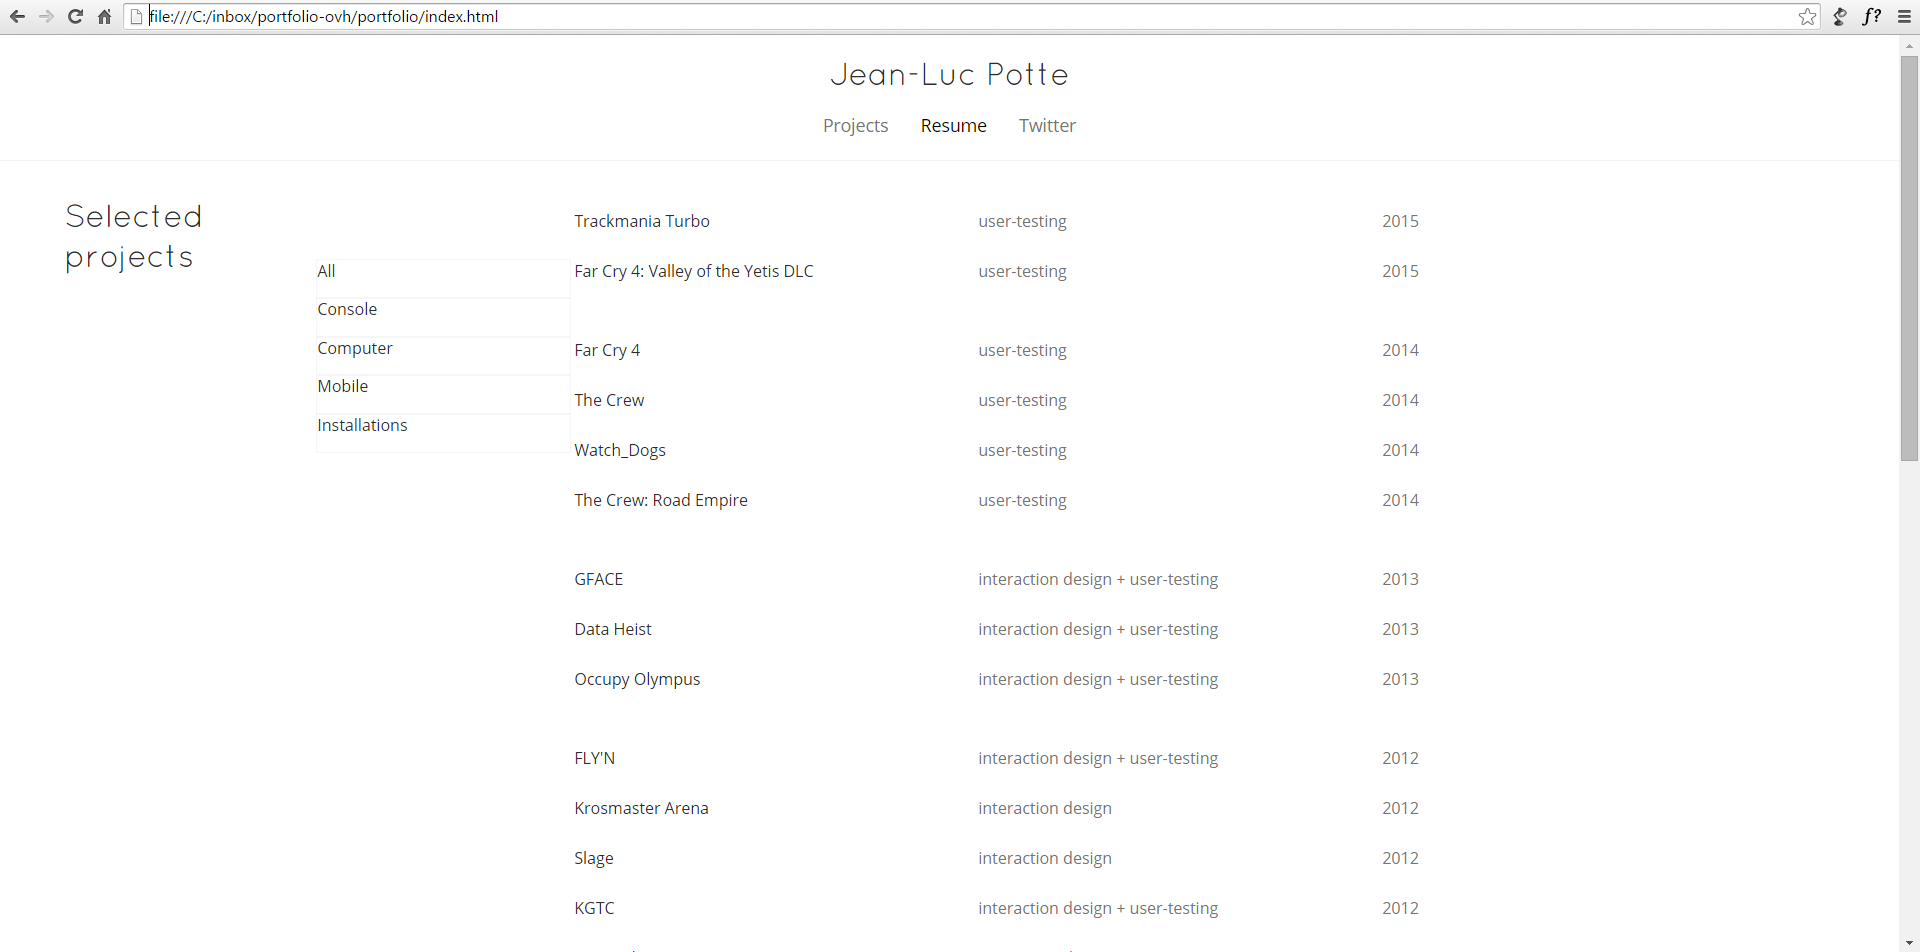 file:///C:/inbox/portfolio-ovh/portfolio/index.html
f?
Jean-Luc Potte
Projects Resume Twitter
Selected
projects
All
Console
Computer
Mobile
Installations
Trackmania Turbo user-testing 2015
Far Cry 4: Valley of the Yetis DLC user-testing 2015
Far Cry 4 user-testing 2014
The Crew user-testing 2014
Watch_Dogs user-testing 2014
The Crew: Road Empire user-testing 2014
GFACE interaction design + user-testing 2013
Data Heist interaction design + user-testing 2013
Occupy Olympus interaction design + user-testing 2013
FLY'N interaction design + user-testing 2012
Krosmaster Arena interaction design 2012
Slage interaction design 2012
KGTC interaction design + user-testing 2012